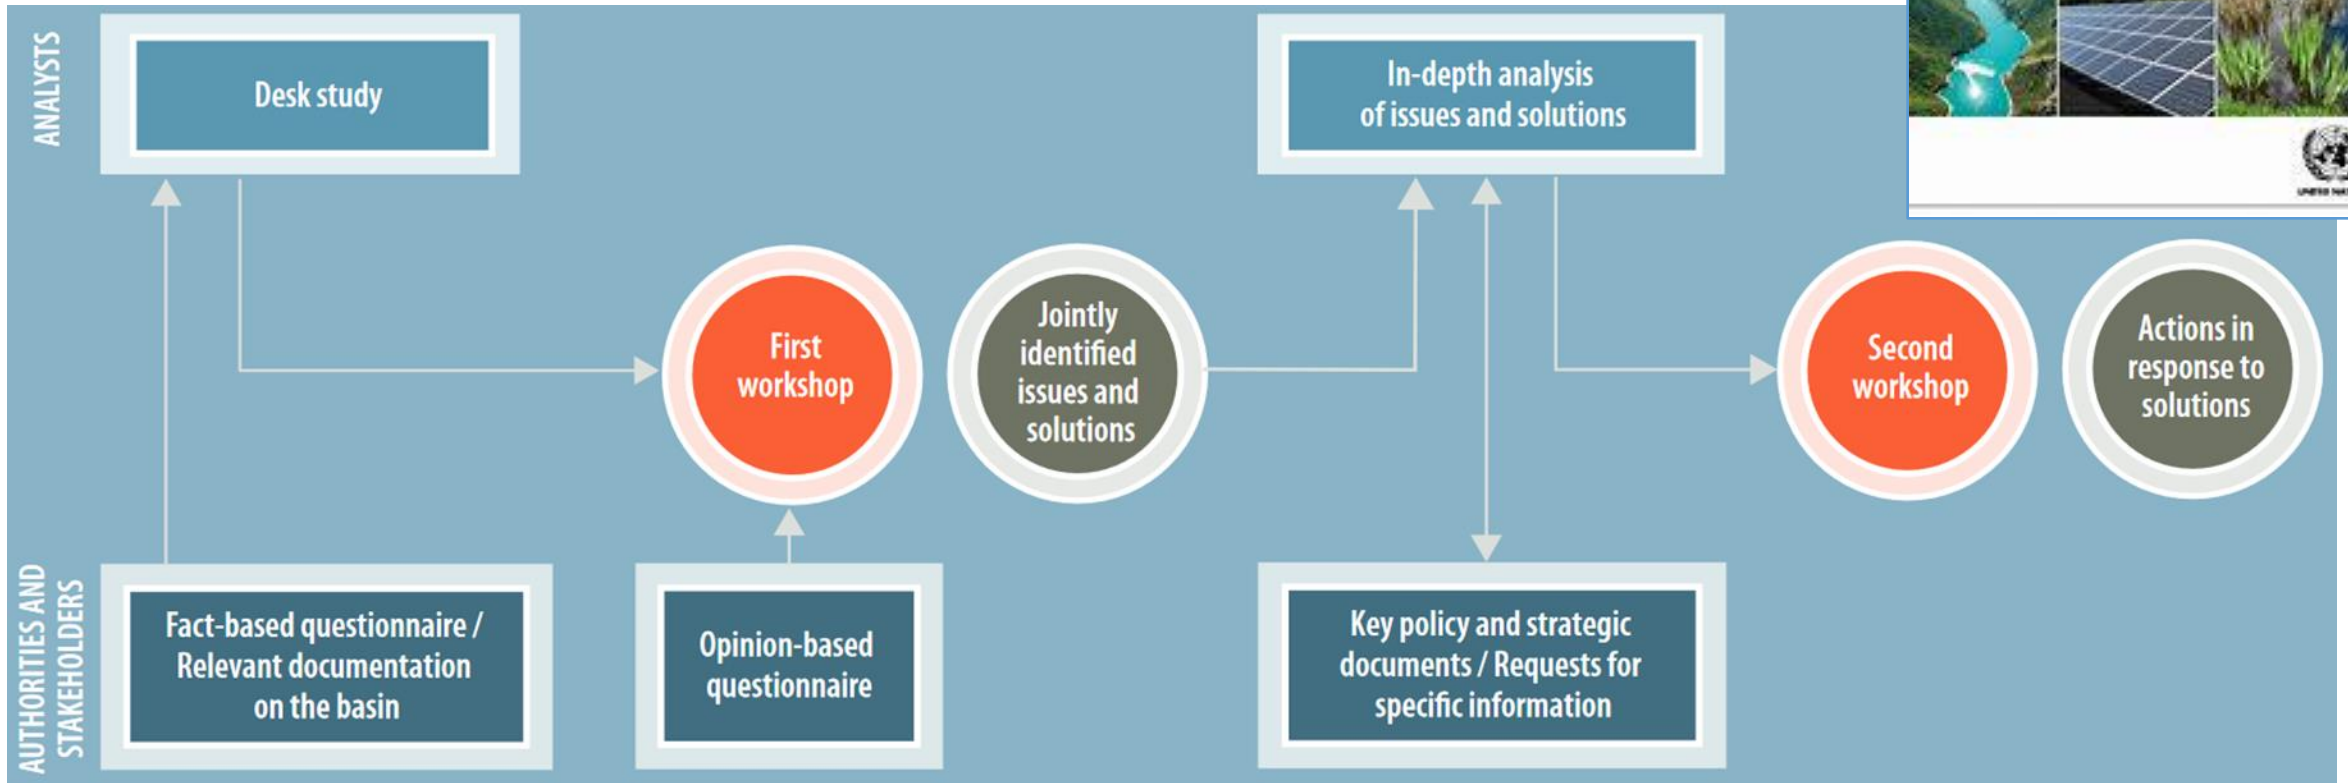 ANALYSTS
Desk study
In-depth analysis
of issues and solutions
First
workshop
Jointly
identified
issues and
solutions
Second
workshop
Actions in
response to
solutions
AUTHORITIES AND
STAKEHOLDERS
Fact-based questionnaire /
Relevant documentation
on the basin
Opinion-based
questionnaire
Key policy and strategic
documents / Requests for
specific information